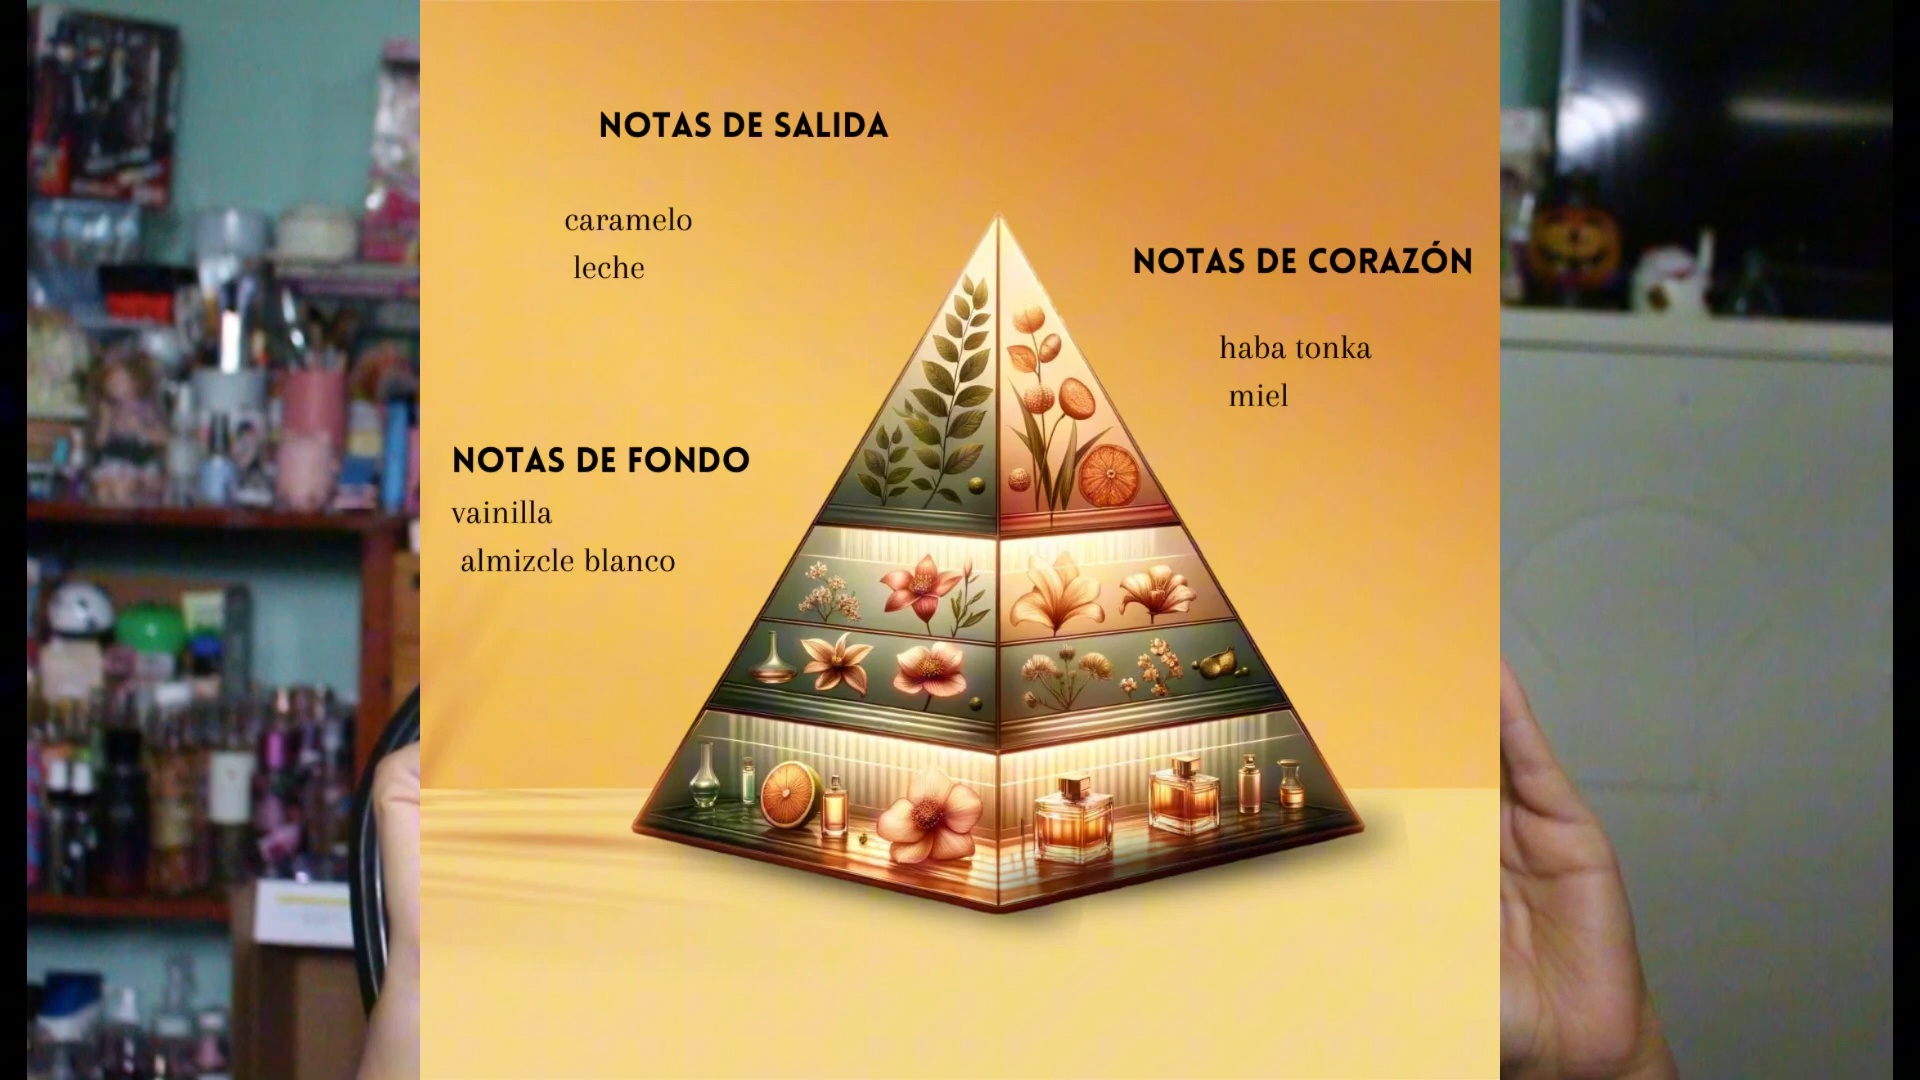 NOTAS DE SALIDA
caramelo
leche
NOTAS DE CORAZÓN
haba tonka
miel
NOTAS DE FONDO
vainilla
almizcle blanco